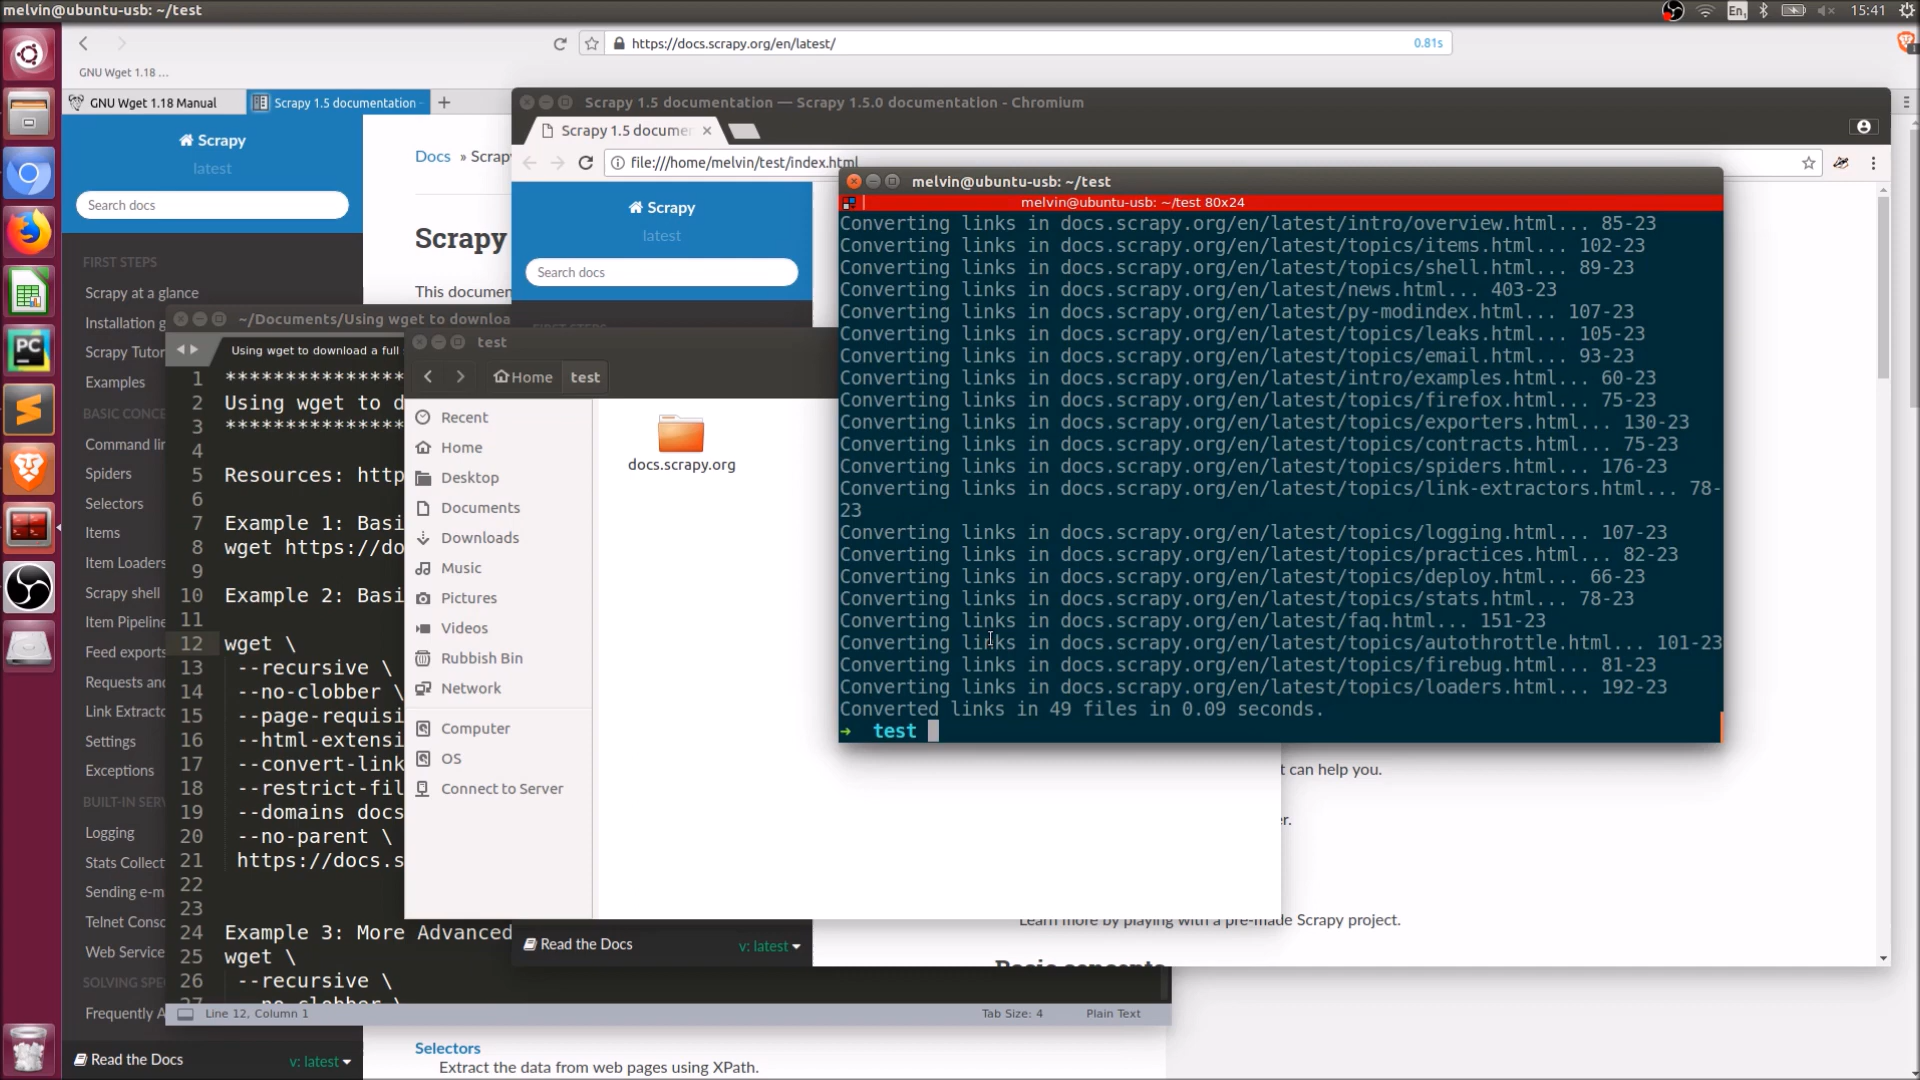 melvin@ubuntu-usb: ~/test
En
15:41
https://docs.scrapy.org/en/latest/
0.81s
GNU Wget 1.18 ...
GNU Wget 1.18 Manual
Scrapy 1.5 documentation
Scrapy
latest
Search docs
FIRST STEPS
Scrapy at a glance
Installation g
Scrapy Tutor
Examples
BASIC CONCE
Command lin
Spiders
Selectors
Items
Item Loaders
Scrapy shell
Item Pipeline
Feed exports
Requests and
Link Extracto
Settings
Exceptions
BUILT-IN SERV
Logging
Stats Collect
Sending e-m
Telnet Conso
Web Service
SOLVING SPE
Frequently A
Read the Docs
v: latest
Docs » Scrapy
Scrapy
This documen
Selectors
Extract the data from web pages using XPath.
~/Documents/Using wget to downloa
Using wget to download a full
1 ***************
2 Using wget to d
3 ***************
4
5 Resources: http
6
7 Example 1: Basi
8 wget https://do
9
10 Example 2: Basi
11
12 wget \
13 --recursive \
14 --no-clobber \
15 --page-requisi
16 --html-extensi
17 --convert-link
18 --restrict-fil
19 --domains docs
20 --no-parent \
21 https://docs.s
22
23
24 Example 3: More Advanced
25 wget \
26 --recursive \
27 --no-clobber \
Line 12, Column 1
Tab Size: 4
Plain Text
Scrapy 1.5 documentation — Scrapy 1.5.0 documentation - Chromium
Scrapy 1.5 documen
file:///home/melvin/test/index.html
Scrapy
latest
Search docs
FIRST STEPS
t can help you.
r.
Learn more by playing with a pre-made Scrapy project.
Basic concepts
Read the Docs
v: latest
test
Home
test
Recent
Home
Desktop
Documents
Downloads
Music
Pictures
Videos
Rubbish Bin
Network
Computer
OS
Connect to Server
docs.scrapy.org
melvin@ubuntu-usb: ~/test
melvin@ubuntu-usb: ~/test 80x24
Converting links in docs.scrapy.org/en/latest/intro/overview.html... 85-23
Converting links in docs.scrapy.org/en/latest/topics/items.html... 102-23
Converting links in docs.scrapy.org/en/latest/topics/shell.html... 89-23
Converting links in docs.scrapy.org/en/latest/news.html... 403-23
Converting links in docs.scrapy.org/en/latest/py-modindex.html... 107-23
Converting links in docs.scrapy.org/en/latest/topics/leaks.html... 105-23
Converting links in docs.scrapy.org/en/latest/topics/email.html... 93-23
Converting links in docs.scrapy.org/en/latest/intro/examples.html... 60-23
Converting links in docs.scrapy.org/en/latest/topics/firefox.html... 75-23
Converting links in docs.scrapy.org/en/latest/topics/exporters.html... 130-23
Converting links in docs.scrapy.org/en/latest/topics/contracts.html... 75-23
Converting links in docs.scrapy.org/en/latest/topics/spiders.html... 176-23
Converting links in docs.scrapy.org/en/latest/topics/link-extractors.html... 78-
23
Converting links in docs.scrapy.org/en/latest/topics/logging.html... 107-23
Converting links in docs.scrapy.org/en/latest/topics/practices.html... 82-23
Converting links in docs.scrapy.org/en/latest/topics/deploy.html... 66-23
Converting links in docs.scrapy.org/en/latest/topics/stats.html... 78-23
Converting links in docs.scrapy.org/en/latest/faq.html... 151-23
Converting links in docs.scrapy.org/en/latest/topics/autothrottle.html... 101-23
Converting links in docs.scrapy.org/en/latest/topics/firebug.html... 81-23
Converting links in docs.scrapy.org/en/latest/topics/loaders.html... 192-23
Converted links in 49 files in 0.09 seconds.
→ test
PC